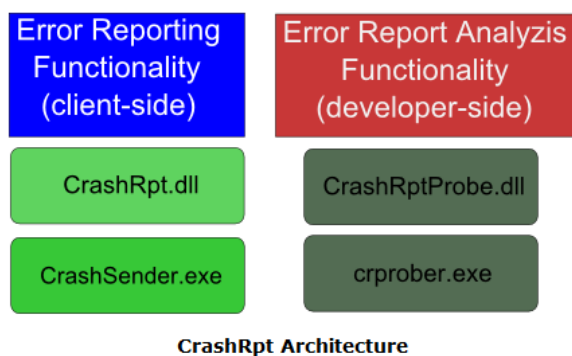 Error Reporting
Functionality
(client-side)
Error Report Analyzis
Functionality
(developer-side)
CrashRpt.dll
CrashRptProbe.dll
CrashSender.exe
crprober.exe
CrashRpt Architecture